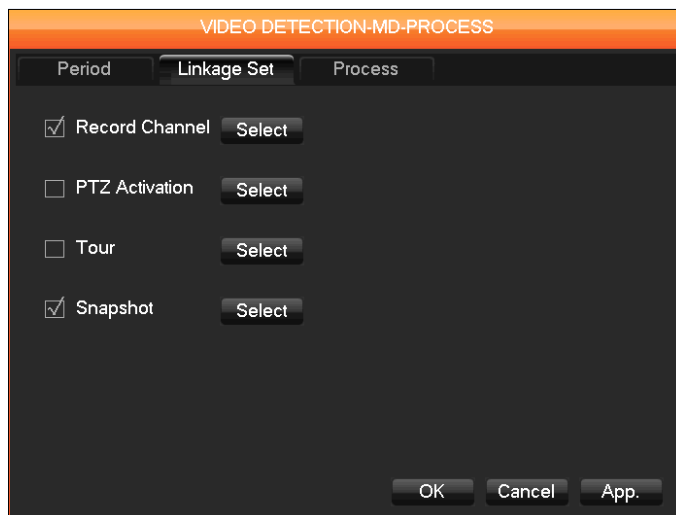 VIDEO DETECTION-MD-PROCESS
Period Linkage Set Process
Record Channel Select
PTZ Activation Select
Tour Select
Snapshot Select
OK Cancel App.